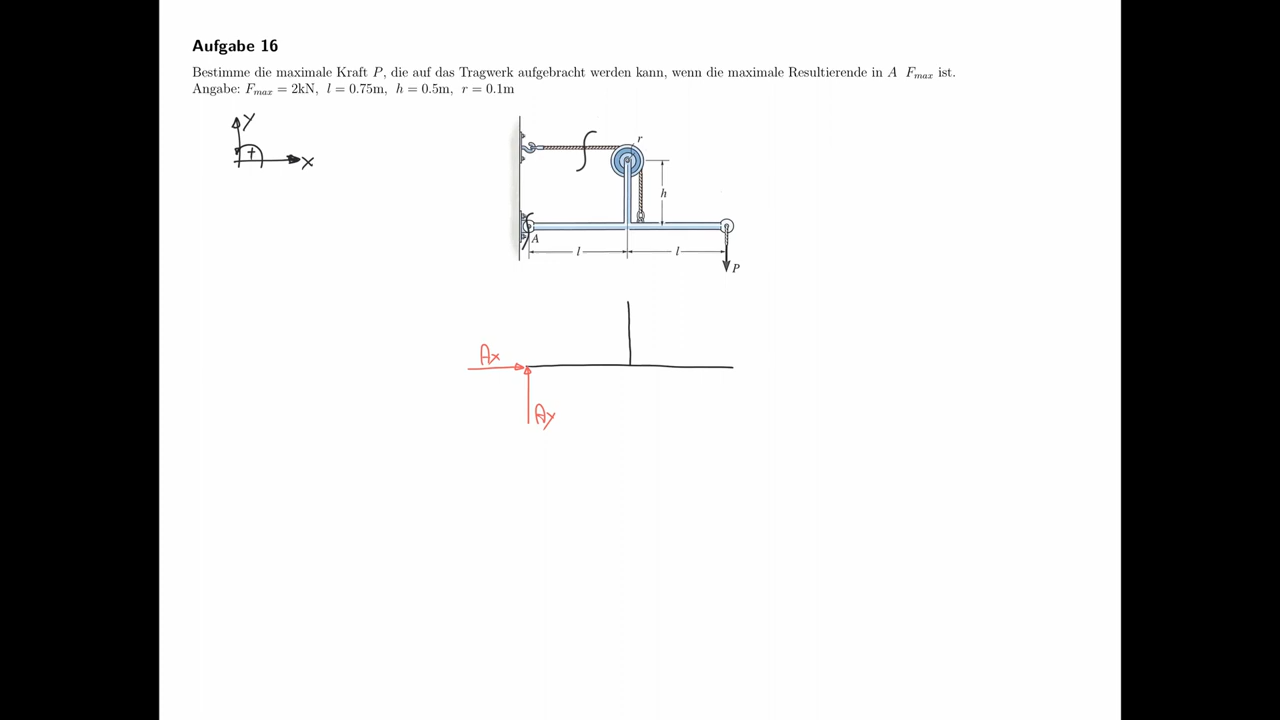 Aufgabe 16
Bestimme die maximale Kraft P, die auf das Tragwerk aufgebracht werden kann, wenn die maximale Resultierende in A F_max ist.
Angabe: F_max = 2kN, l = 0.75m, h = 0.5m, r = 0.1m
y
+
x
r
h
A
l
l
P
Ax
Ay